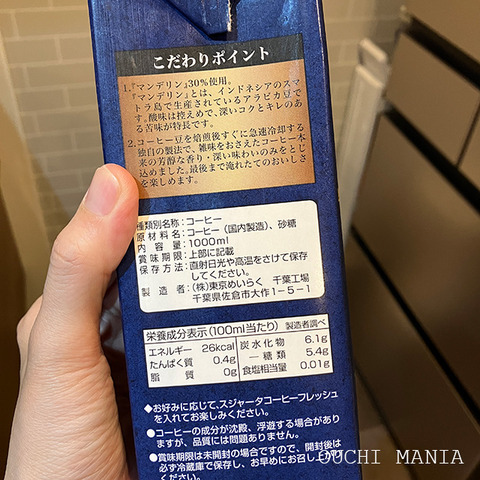 こだわりポイント
1.『マンデリン』30%使用。
『マンデリン』とは、インドネシアのスマ
トラ島で生産されているアラビカ豆で
す。酸味は控えめで、深いコクとキレのあ
る苦味が特長です。
2.コーヒー豆を焙煎後すぐに急速冷却する
独自の製法で、雑味をおさえたコーヒー本
来の芳醇な香り・深い味わいのみをとじ
込めました。最後まで淹れたてのおいしさ
を楽しめます。
種類別名称:コーヒー
原材料名:コーヒー(国内製造)、砂糖
内容量:1000ml
賞味期限:上部に記載
保存方法:直射日光や高温をさけて保存
してください。
製造者:(株)東京めいらく 千葉工場
千葉県佐倉市大作1-5-1
栄養成分表示(100ml当たり) 製造者調べ
エネルギー 26kcal 炭水化物 6.1g
たんぱく質 0.4g -糖類 5.4g
脂質 0g 食塩相当量 0.01g
●お好みに応じて、スジャータコーヒーフレッシュ
を入れてお楽しみください。
●コーヒーの成分が沈殿、浮遊する場合があり
ますが、品質には問題ありません。
●賞味期限は未開封の場合ですので、開封後は
必ず冷蔵庫で保存し、お早めにお召し上がり
OUCHI MANIA